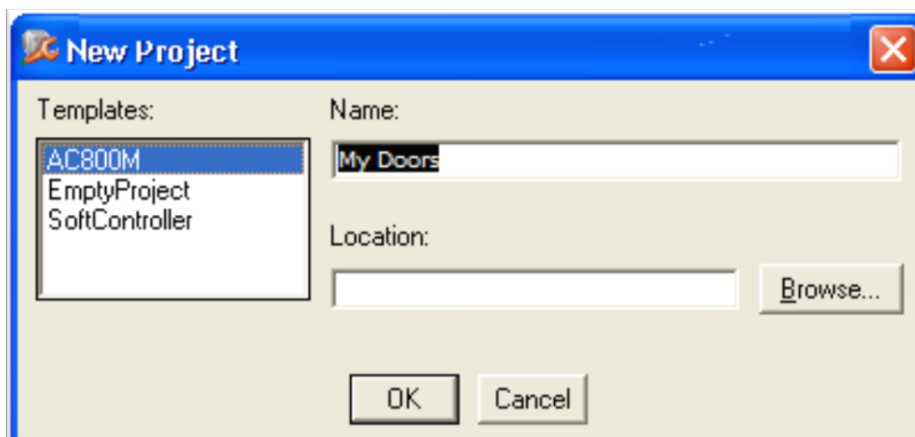 New Project
Templates:
AC800M
EmptyProject
SoftController
Name:
My Doors
Location:
Browse...
OK
Cancel